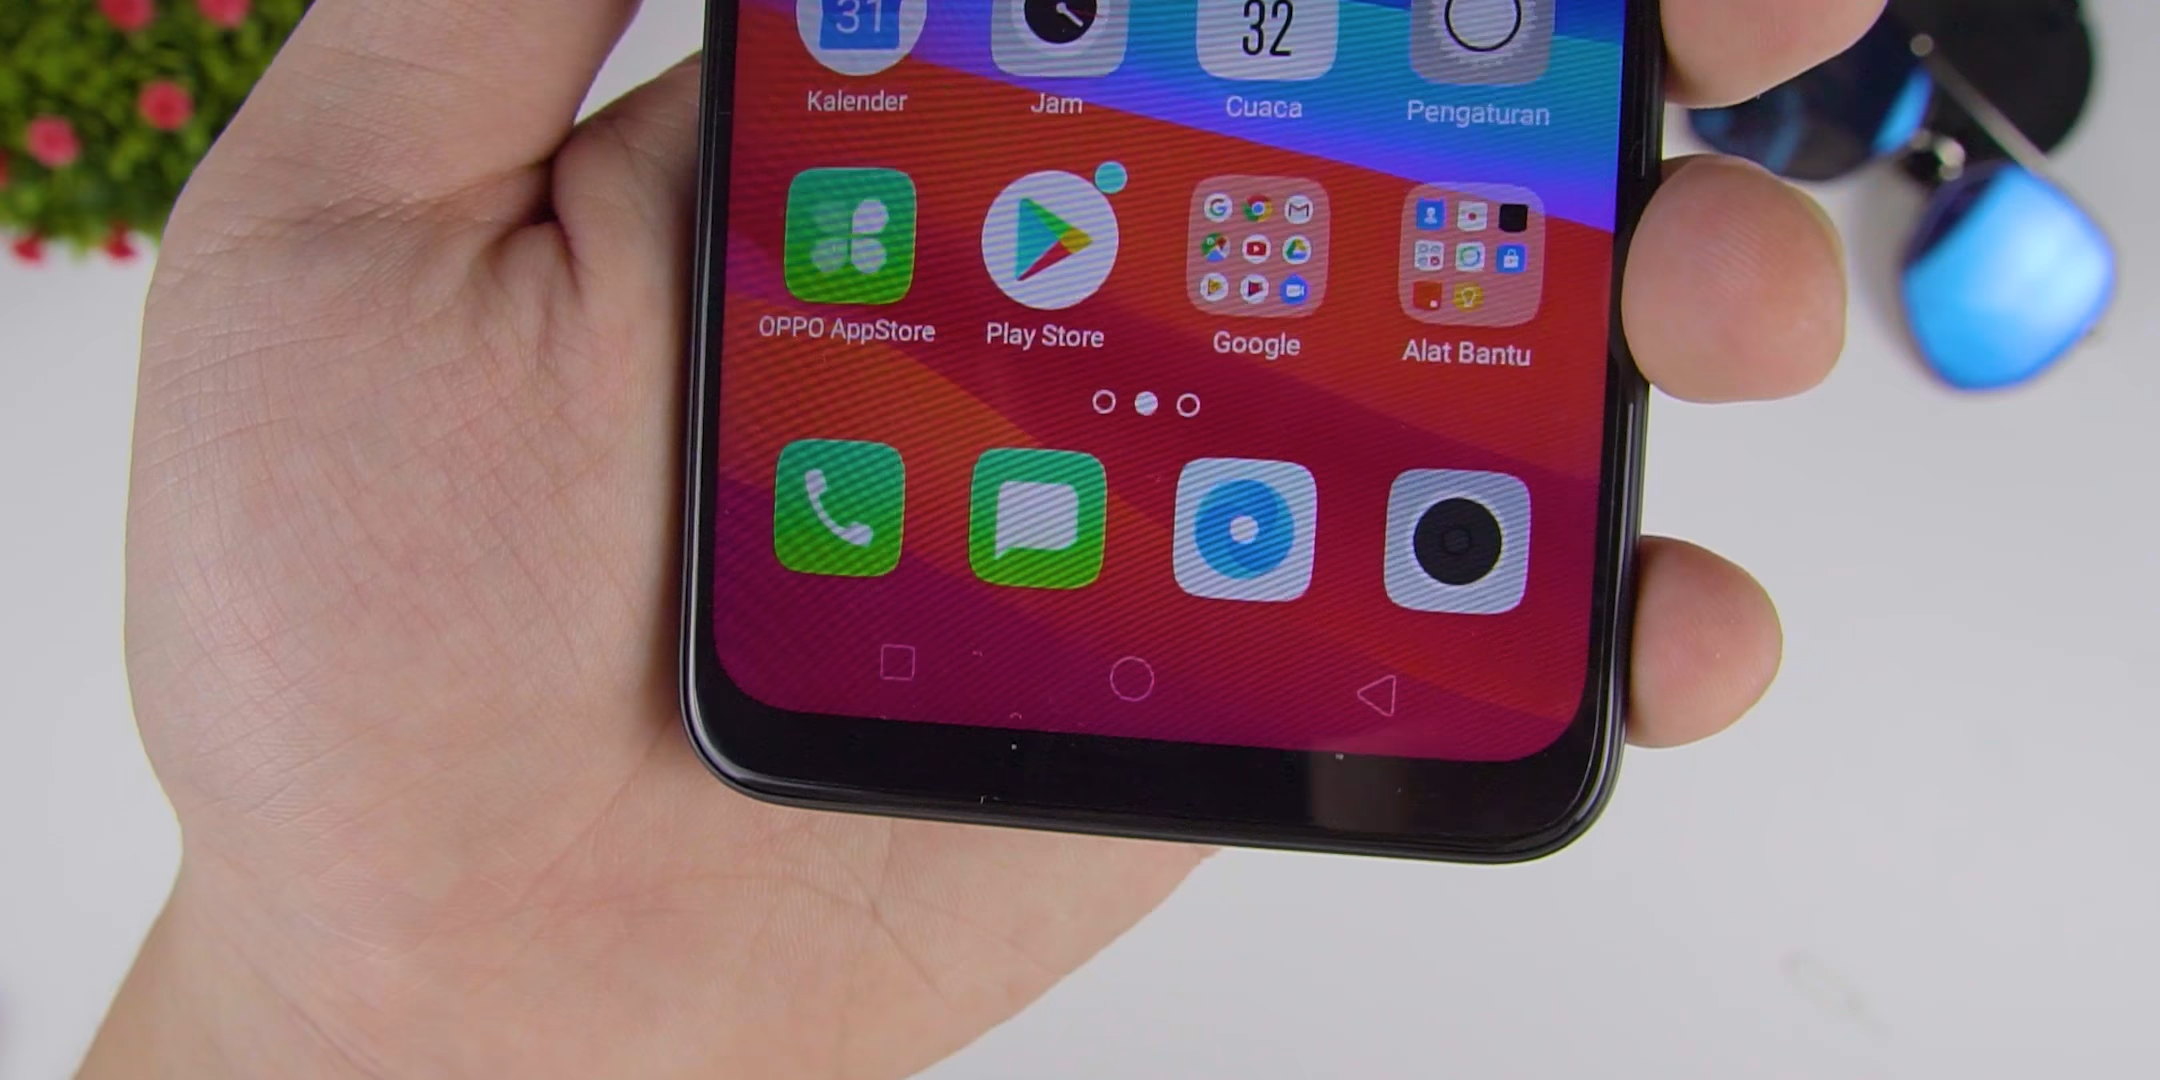 31
32
Kalender
Jam
Cuaca
Pengaturan
OPPO AppStore
Play Store
Google
Alat Bantu